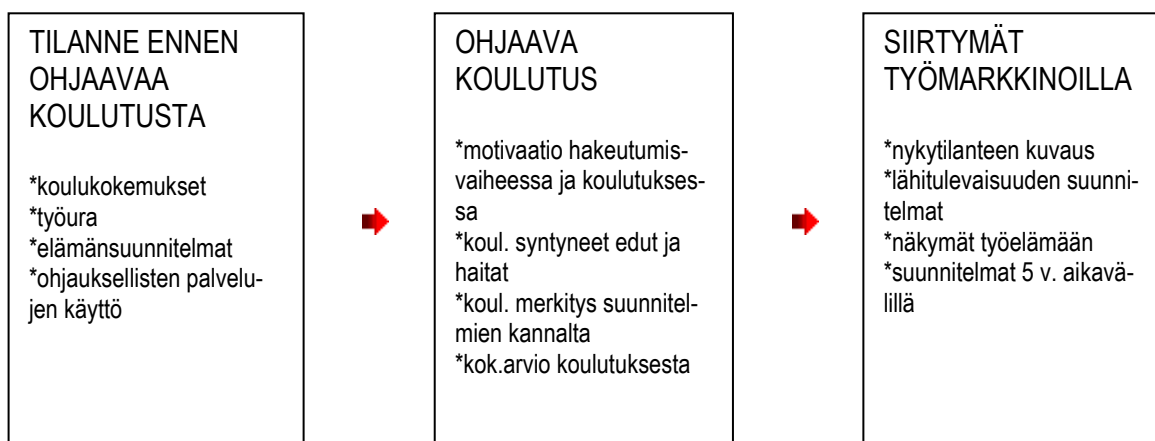 TILANNE ENNEN
OHJAAVAA
KOULUTUSTA
*koulukokemukset
*työura
*elämänsuunnitelmat
*ohjauksellisten palvelu-
jen käyttö
OHJAAVA
KOULUTUS
*motivaatio hakeutumis-
vaiheessa ja koulutukses-
sa
*koul. syntyneet edut ja
haitat
*koul. merkitys suunnitel-
mien kannalta
*kok.arvio koulutuksesta
SIIRTYMÄT
TYÖMARKKINOILLA
*nykytilanteen kuvaus
*lähitulevaisuuden suunni-
telmat
*näkymät työelämään
*suunnitelmat 5 v. aikavä-
lillä